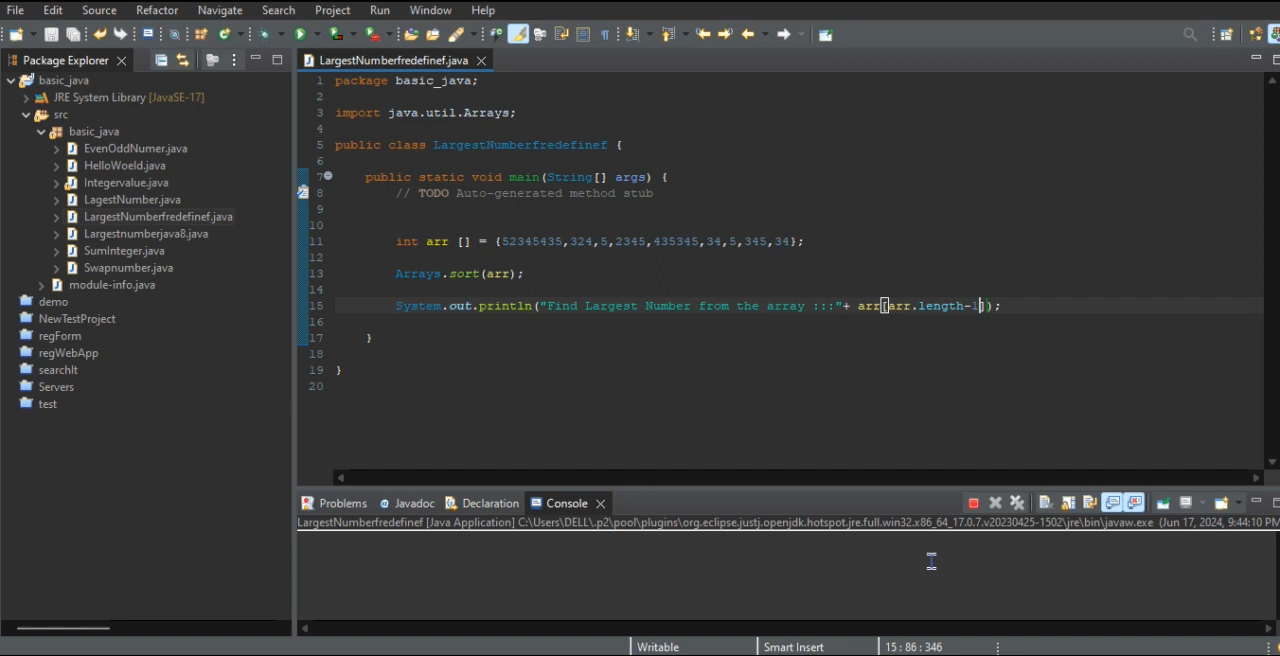 File Edit Source Refactor Navigate Search Project Run Window Help
Package Explorer
LargestNumberfredefinef.java
basic_java
JRE System Library [JavaSE-17]
src
basic_java
EvenOddNumer.java
HelloWoeld.java
Integervalue.java
LagestNumber.java
LargestNumberfredefinef.java
Largestnumberjava8.java
SumInteger.java
Swapnumber.java
module-info.java
demo
NewTestProject
regForm
regWebApp
searchIt
Servers
test
1 package basic_java;
2
3 import java.util.Arrays;
4
5 public class LargestNumberfredefinef {
6
7 public static void main(String[] args) {
8 // TODO Auto-generated method stub
9
10
11 int arr [] = {52345435,324,5,2345,435345,34,5,345,34};
12
13 Arrays.sort(arr);
14
15 System.out.println("Find Largest Number from the array :::"+ arr[arr.length-1]);
16
17 }
18
19 }
20
Problems Javadoc Declaration Console
LargestNumberfredefinef [Java Application] C:\Users\DELL\.p2\pool\plugins\org.eclipse.justj.openjdk.hotspot.jre.full.win32.x86_64_17.0.7.v20230425-1502\jre\bin\javaw.exe (Jun 17, 2024, 9:44:10 PM
Writable Smart Insert 15 : 86 : 346